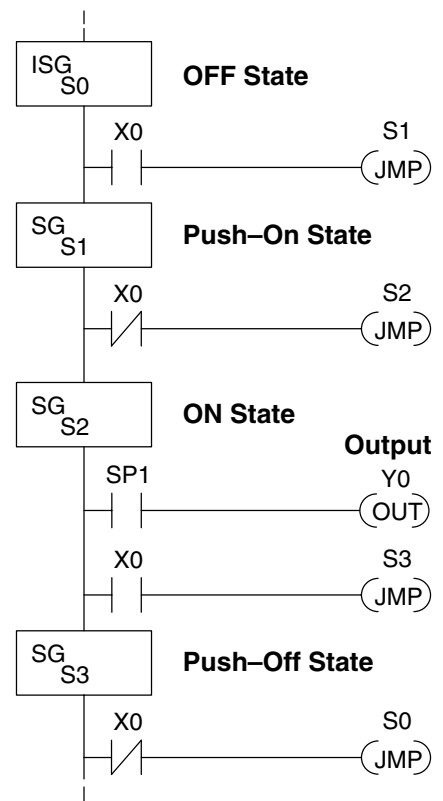 ISG
S0
OFF State
X0
S1
JMP
SG
S1
Push–On State
X0
S2
JMP
SG
S2
ON State
Output
SP1
Y0
OUT
X0
S3
JMP
SG
S3
Push–Off State
X0
S0
JMP